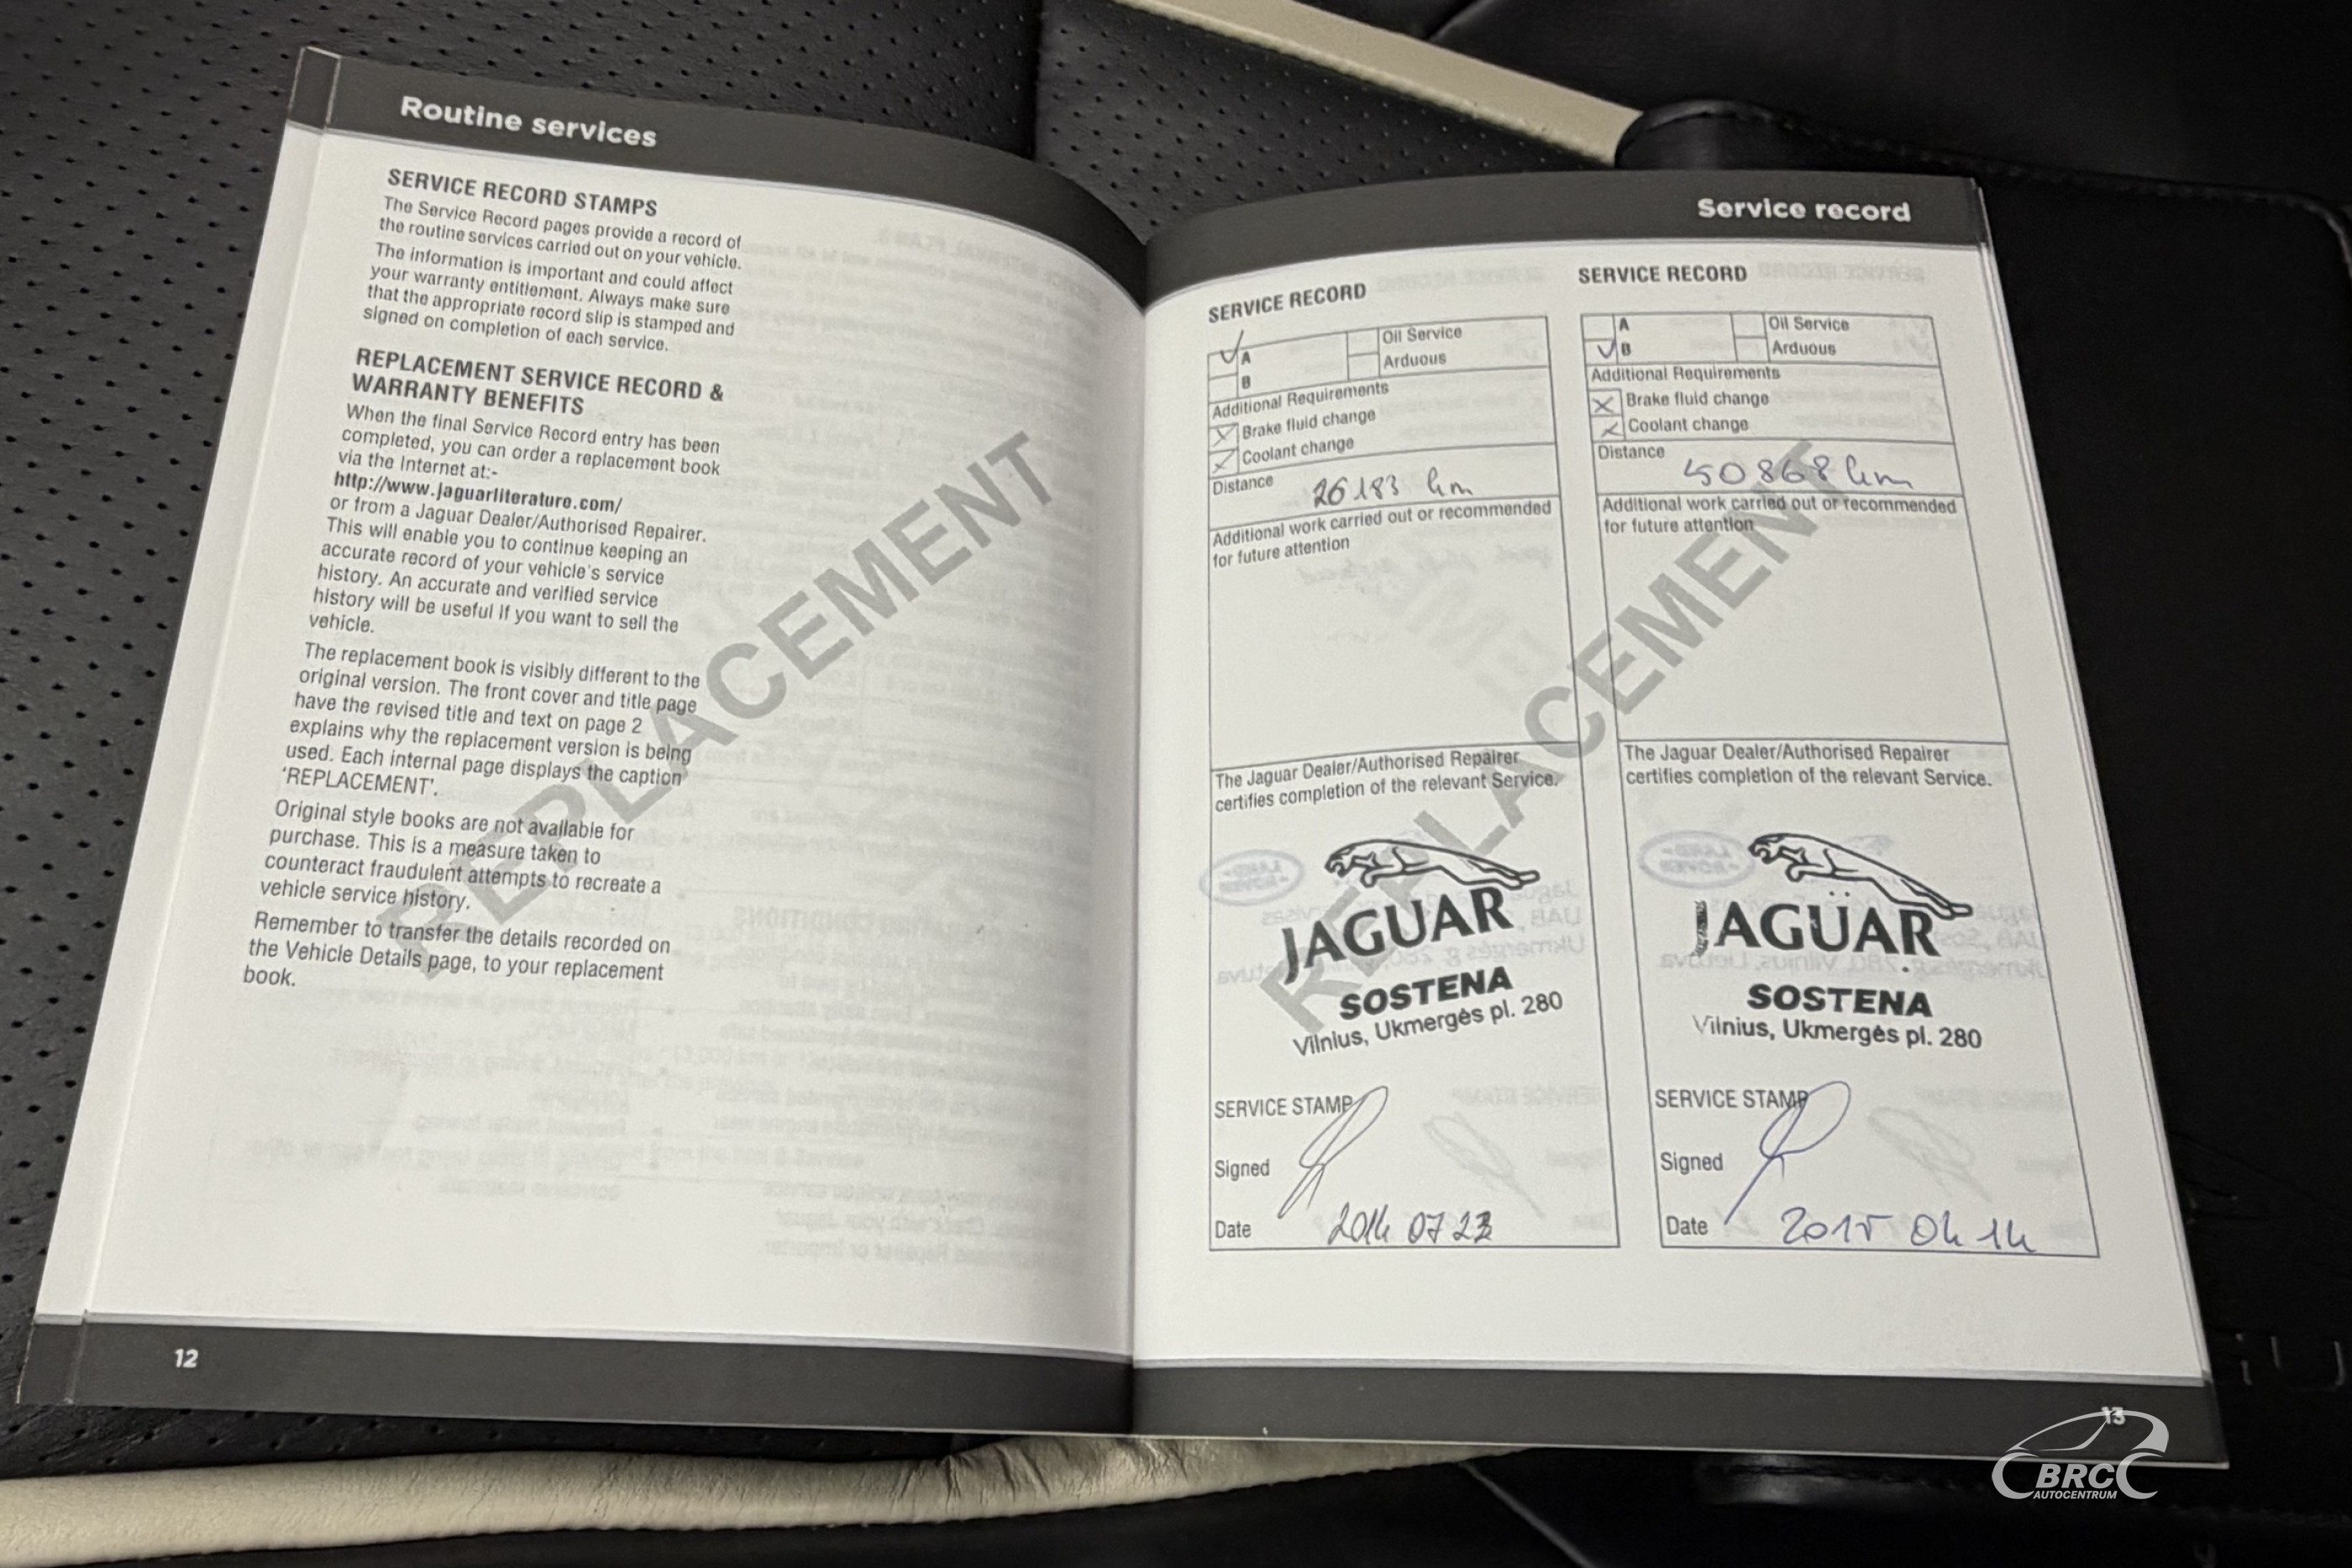 Routine services
SERVICE RECORD STAMPS
The Service Record pages provide a record of
the routine services carried out on your vehicle.
The information is important and could affect
your warranty entitlement. Always make sure
that the appropriate record slip is stamped and
signed on completion of each service.
REPLACEMENT SERVICE RECORD &
WARRANTY BENEFITS
When the final Service Record entry has been
completed, you can order a replacement book
via the Internet at:-
http://www.jaguarliterature.com/
or from a Jaguar Dealer/Authorised Repairer.
This will enable you to continue keeping an
accurate record of your vehicle's service
history. An accurate and verified service
history will be useful if you want to sell the
vehicle.
The replacement book is visibly different to the
original version. The front cover and title page
have the revised title and text on page 2
explains why the replacement version is being
used. Each internal page displays the caption
'REPLACEMENT'.
Original style books are not available for
purchase. This is a measure taken to
counteract fraudulent attempts to recreate a
vehicle service history.
Remember to transfer the details recorded on
the Vehicle Details page, to your replacement
book.
REPLACEMENT
12
Service record
SERVICE RECORD
A
Oil Service
B
Arduous
Additional Requirements
Brake fluid change
Coolant change
Distance 26183 km
Additional work carried out or recommended
for future attention
The Jaguar Dealer/Authorised Repairer
certifies completion of the relevant Service.
JAGUAR
SOSTENA
Vilnius, Ukmergės pl. 280
SERVICE STAMP
Signed
Date 2014 07 23
SERVICE RECORD
A
Oil Service
B
Arduous
Additional Requirements
Brake fluid change
Coolant change
Distance 50868 km
Additional work carried out or recommended
for future attention
The Jaguar Dealer/Authorised Repairer
certifies completion of the relevant Service.
JAGUAR
SOSTENA
Vilnius, Ukmergės pl. 280
SERVICE STAMP
Signed
Date 2015 04 14
REPLACEMENT
13
BRC
AUTOCENTRUM